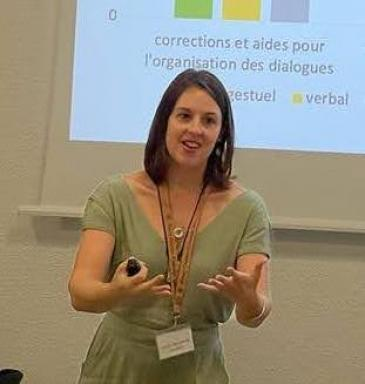 0
corrections et aides pour
l'organisation des dialogues
gestuel verbal